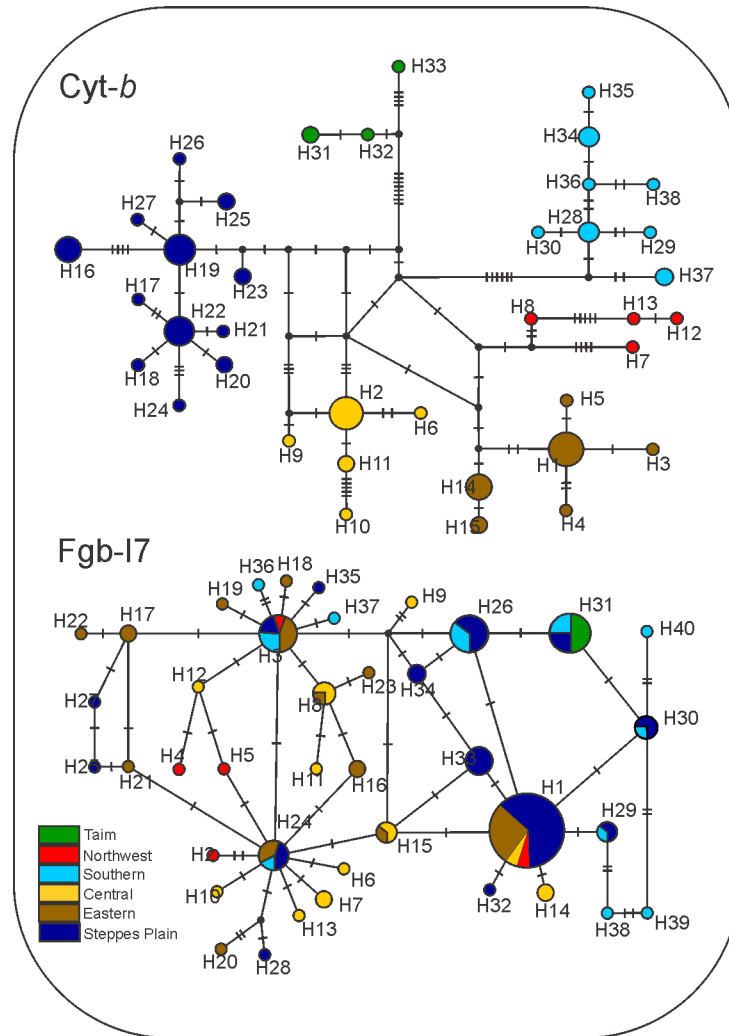 Cyt-b
H33
H31
H32
H35
H34
H36
H38
H28
H30
H29
H37
H26
H27
H25
H16
H19
H23
H17
H22
H21
H18
H20
H24
H8
H13
H12
H7
H2
H6
H9
H11
H10
H5
H1
H3
H14
H4
H15
Fgb-I7
H36
H18
H35
H19
H37
H9
H26
H31
H22
H17
H3
H40
H12
H23
H34
H27
H8
H30
H4
H5
H11
H16
H33
H21
H1
H24
H15
H29
Taim
Northwest
Southern
Central
Eastern
Steppes Plain
H2
H6
H10
H7
H32
H14
H13
H38
H39
H20
H28